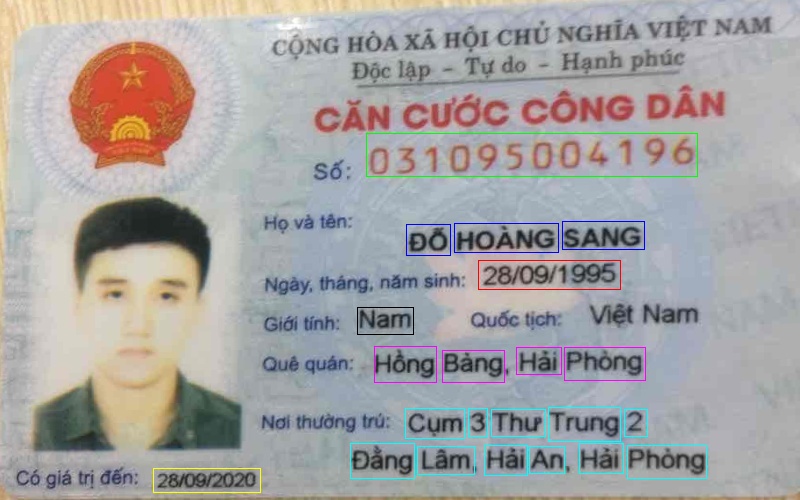 CỘNG HÒA XÃ HỘI CHỦ NGHĨA VIỆT NAM
Độc lập - Tự do - Hạnh phúc
CĂN CƯỚC CÔNG DÂN
Số: 031095004196
Họ và tên:
ĐỖ HOÀNG SANG
Ngày, tháng, năm sinh: 28/09/1995
Giới tính: Nam Quốc tịch: Việt Nam
Quê quán: Hồng Bàng, Hải Phòng
Nơi thường trú: Cụm 3 Thư Trung 2
Đằng Lâm, Hải An, Hải Phòng
Có giá trị đến: 28/09/2020